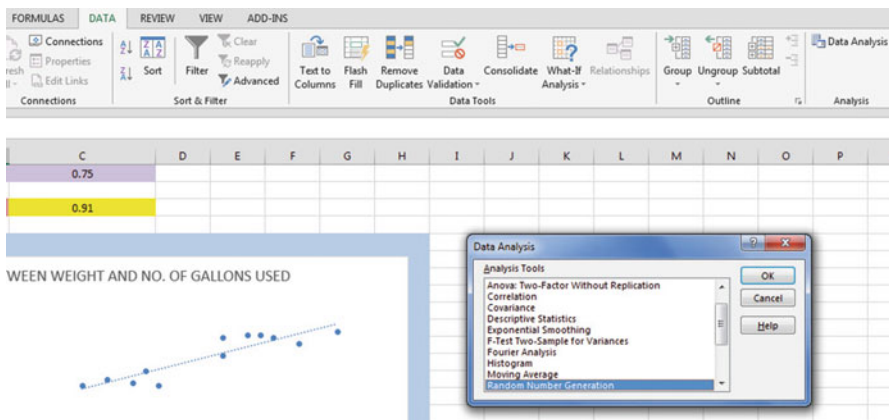 FORMULAS DATA REVIEW VIEW ADD-INS
Connections
Properties
Edit Links
Connections
Sort
Filter
Clear
Reapply
Advanced
Sort & Filter
Text to Columns
Flash Fill
Remove Duplicates
Data Validation
Consolidate
What-If Analysis
Relationships
Data Tools
Group
Ungroup
Subtotal
Outline
Data Analysis
Analysis
C D E F G H I J K L M N O P
0.75
0.91
WEEN WEIGHT AND NO. OF GALLONS USED
Data Analysis
Analysis Tools
Anova: Two-Factor Without Replication
Correlation
Covariance
Descriptive Statistics
Exponential Smoothing
F-Test Two-Sample for Variances
Fourier Analysis
Histogram
Moving Average
Random Number Generation
OK
Cancel
Help